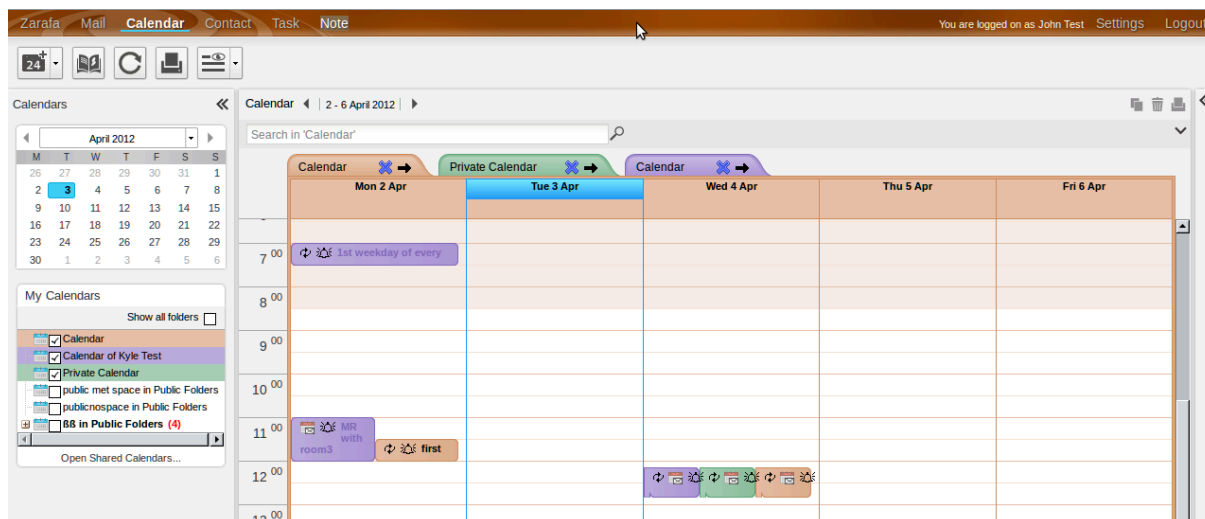 Zarafa Mail Calendar Contact Task Note You are logged on as John Test Settings Logout
24
Calendars Calendar 2 - 6 April 2012
April 2012 Search in 'Calendar'
M T W T F S S
26 27 28 29 30 31 1
2 3 4 5 6 7 8
9 10 11 12 13 14 15
16 17 18 19 20 21 22
23 24 25 26 27 28 29
30 1 2 3 4 5 6
My Calendars
Show all folders
Calendar
Calendar of Kyle Test
Private Calendar
public met space in Public Folders
publicnospace in Public Folders
ßß in Public Folders (4)
Open Shared Calendars...
Calendar Private Calendar Calendar
Mon 2 Apr Tue 3 Apr Wed 4 Apr Thu 5 Apr Fri 6 Apr
7 00 1st weekday of every
8 00
9 00
10 00
11 00 MR
with
room3 first
12 00
00